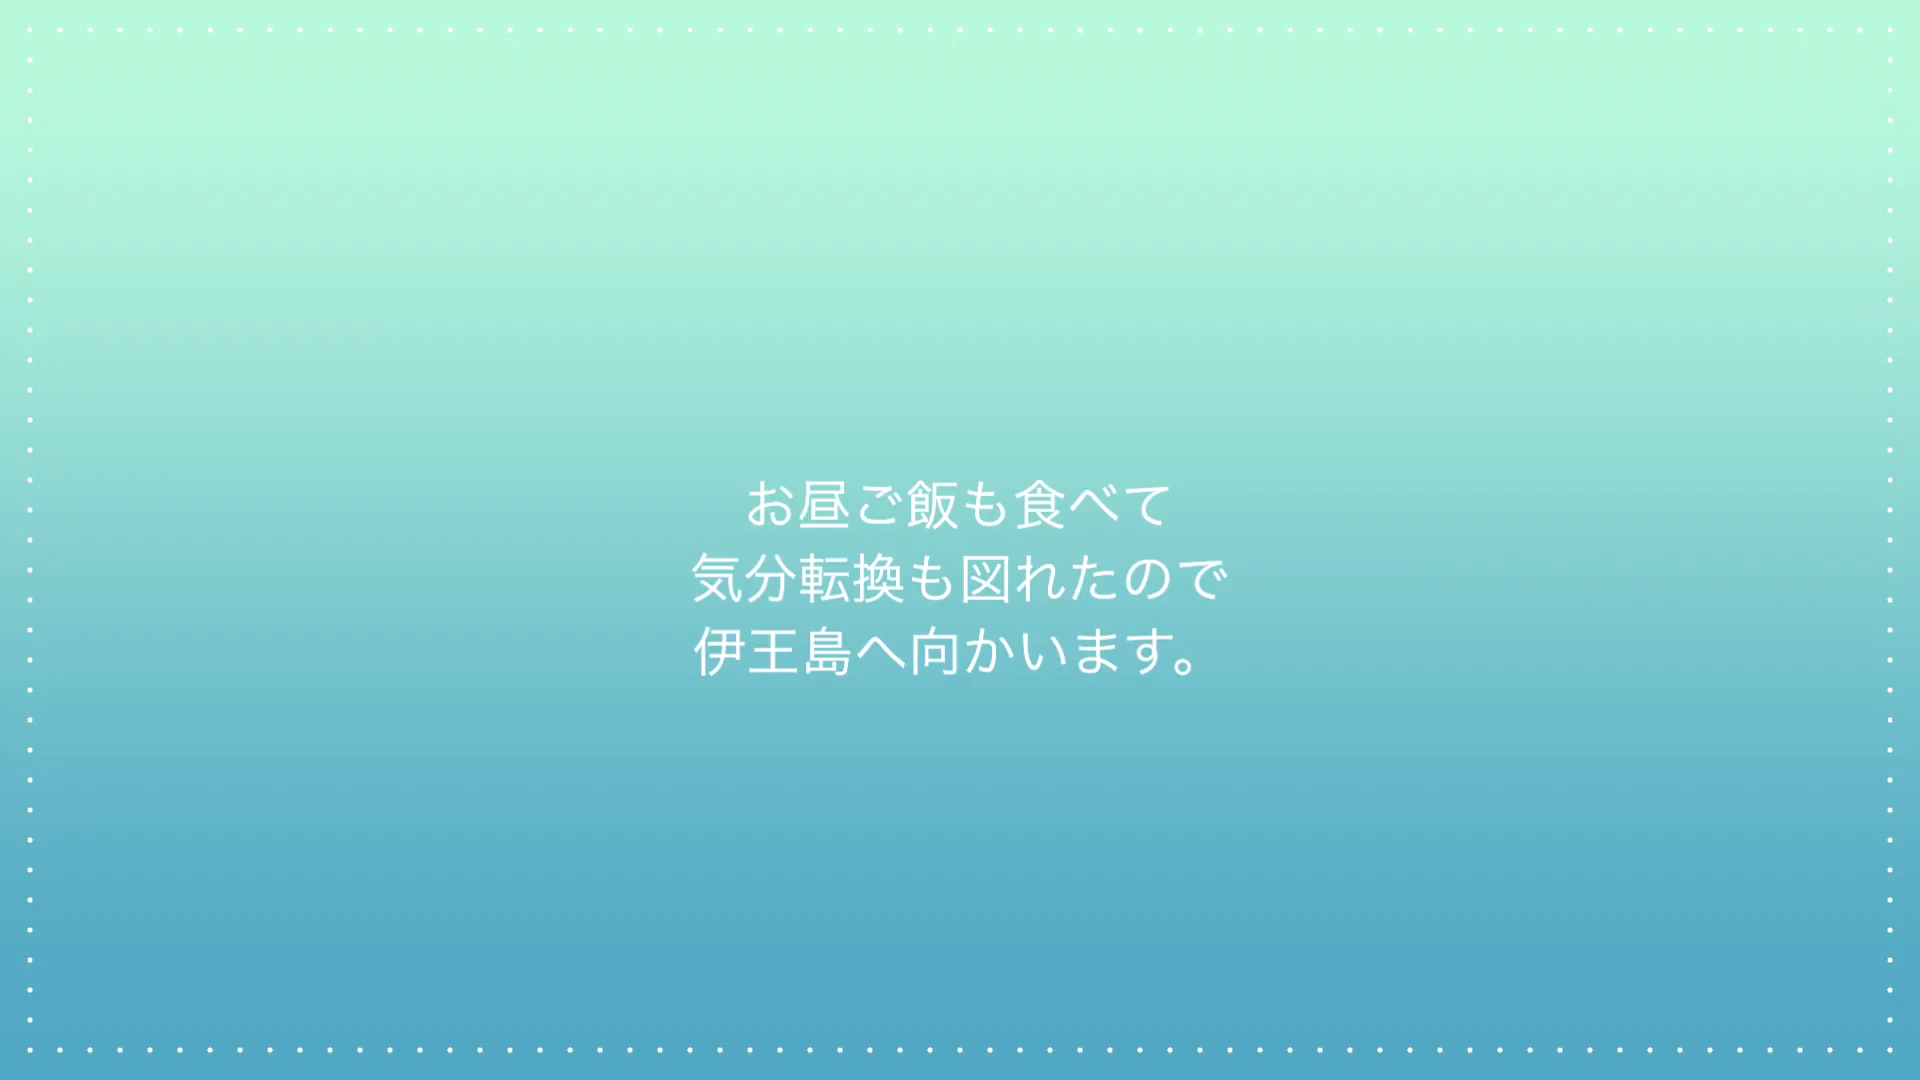 お昼ご飯も食べて
気分転換も図れたので
伊王島へ向かいます。